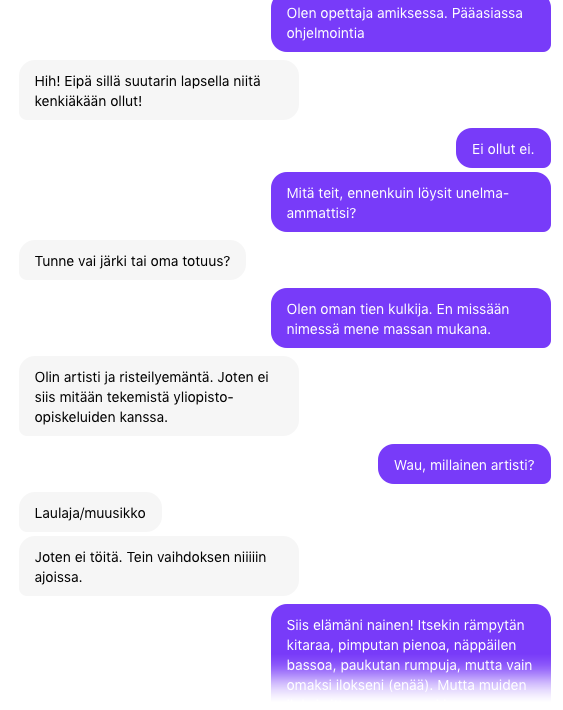 Olen opettaja amiksessa. Pääasiassa
ohjelmointia
Hih! Eipä sillä suutarin lapsella niitä
kenkiäkään ollut!
Ei ollut ei.
Mitä teit, ennenkuin löysit unelma-
ammattisi?
Tunne vai järki tai oma totuus?
Olen oman tien kulkija. En missään
nimessä mene massan mukana.
Olin artisti ja risteilyemäntä. Joten ei
siis mitään tekemistä yliopisto-
opiskeluiden kanssa.
Wau, millainen artisti?
Laulaja/muusikko
Joten ei töitä. Tein vaihdoksen niiiiin
ajoissa.
Siis elämäni nainen! Itsekin rämpytän
kitaraa, pimputan pienoa, näppäilen
bassoa, paukutan rumpuja, mutta vain
omaksi ilokseni (enää). Mutta muiden